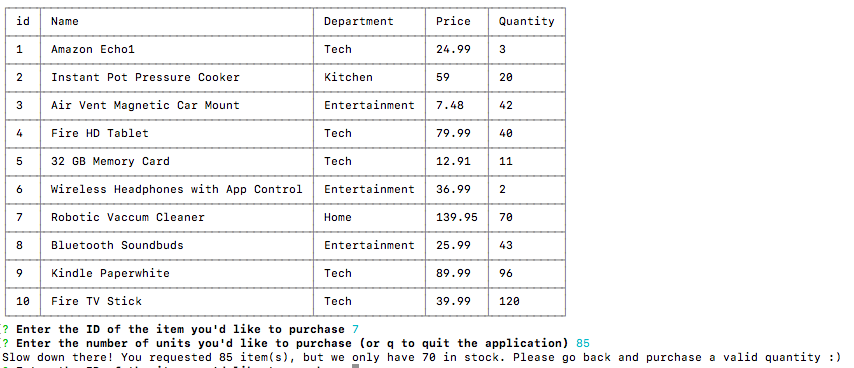 id Name Department Price Quantity
1 Amazon Echo1 Tech 24.99 3
2 Instant Pot Pressure Cooker Kitchen 59 20
3 Air Vent Magnetic Car Mount Entertainment 7.48 42
4 Fire HD Tablet Tech 79.99 40
5 32 GB Memory Card Tech 12.91 11
6 Wireless Headphones with App Control Entertainment 36.99 2
7 Robotic Vaccum Cleaner Home 139.95 70
8 Bluetooth Soundbuds Entertainment 25.99 43
9 Kindle Paperwhite Tech 89.99 96
10 Fire TV Stick Tech 39.99 120
? Enter the ID of the item you'd like to purchase 7
? Enter the number of units you'd like to purchase (or q to quit the application) 85
Slow down there! You requested 85 item(s), but we only have 70 in stock. Please go back and purchase a valid quantity :)